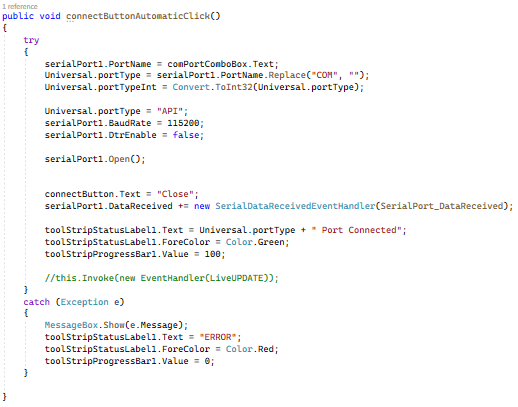 1 reference
public void connectButtonAutomaticClick()
{
try
{
serialPort1.PortName = comPortComboBox.Text;
Universal.portType = serialPort1.PortName.Replace("COM", "");
Universal.portTypeInt = Convert.ToInt32(Universal.portType);
Universal.portType = "API";
serialPort1.BaudRate = 115200;
serialPort1.DtrEnable = false;
serialPort1.Open();
connectButton.Text = "Close";
serialPort1.DataReceived += new SerialDataReceivedEventHandler(SerialPort_DataReceived);
toolStripStatusLabel1.Text = Universal.portType + " Port Connected";
toolStripStatusLabel1.ForeColor = Color.Green;
toolStripProgressBar1.Value = 100;
//this.Invoke(new EventHandler(LiveUPDATE));
}
catch (Exception e)
{
MessageBox.Show(e.Message);
toolStripStatusLabel1.Text = "ERROR";
toolStripStatusLabel1.ForeColor = Color.Red;
toolStripProgressBar1.Value = 0;
}
}